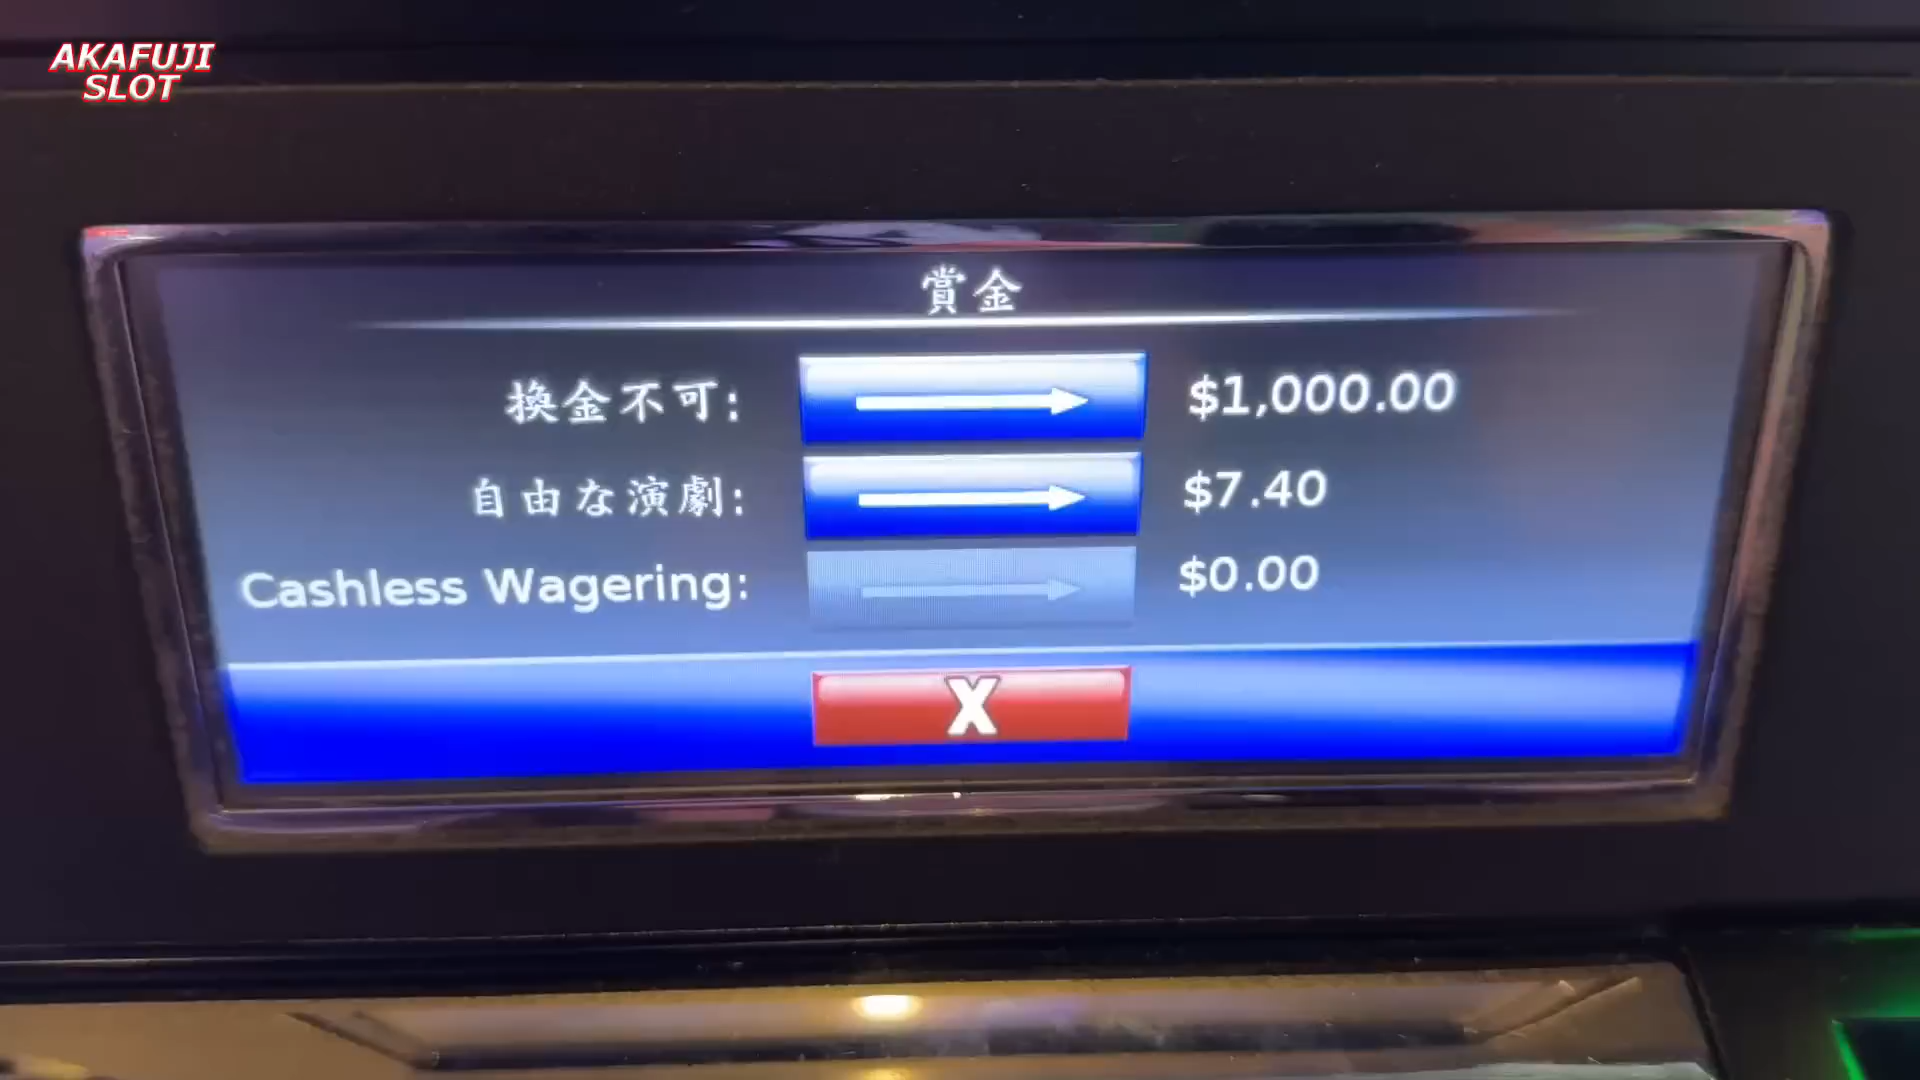 AKAFUJI
SLOT
賞金
換金不可: $1,000.00
自由な演劇: $7.40
Cashless Wagering: $0.00
X